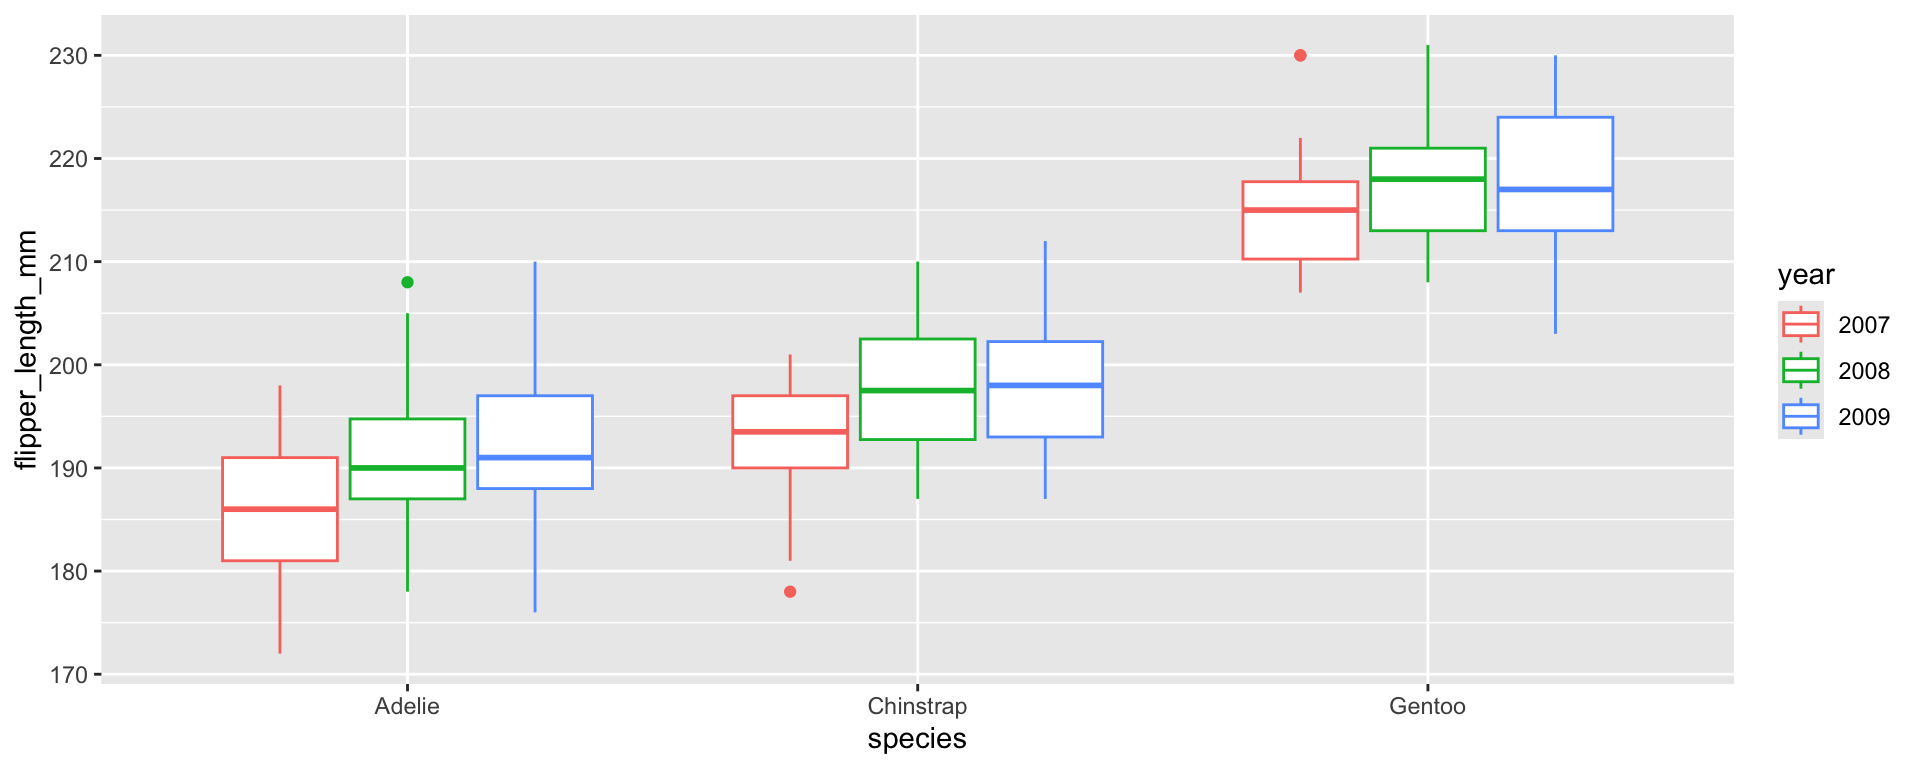 230
220
210
200
190
180
170
flipper_length_mm
Adelie
Chinstrap
Gentoo
species
year
2007
2008
2009